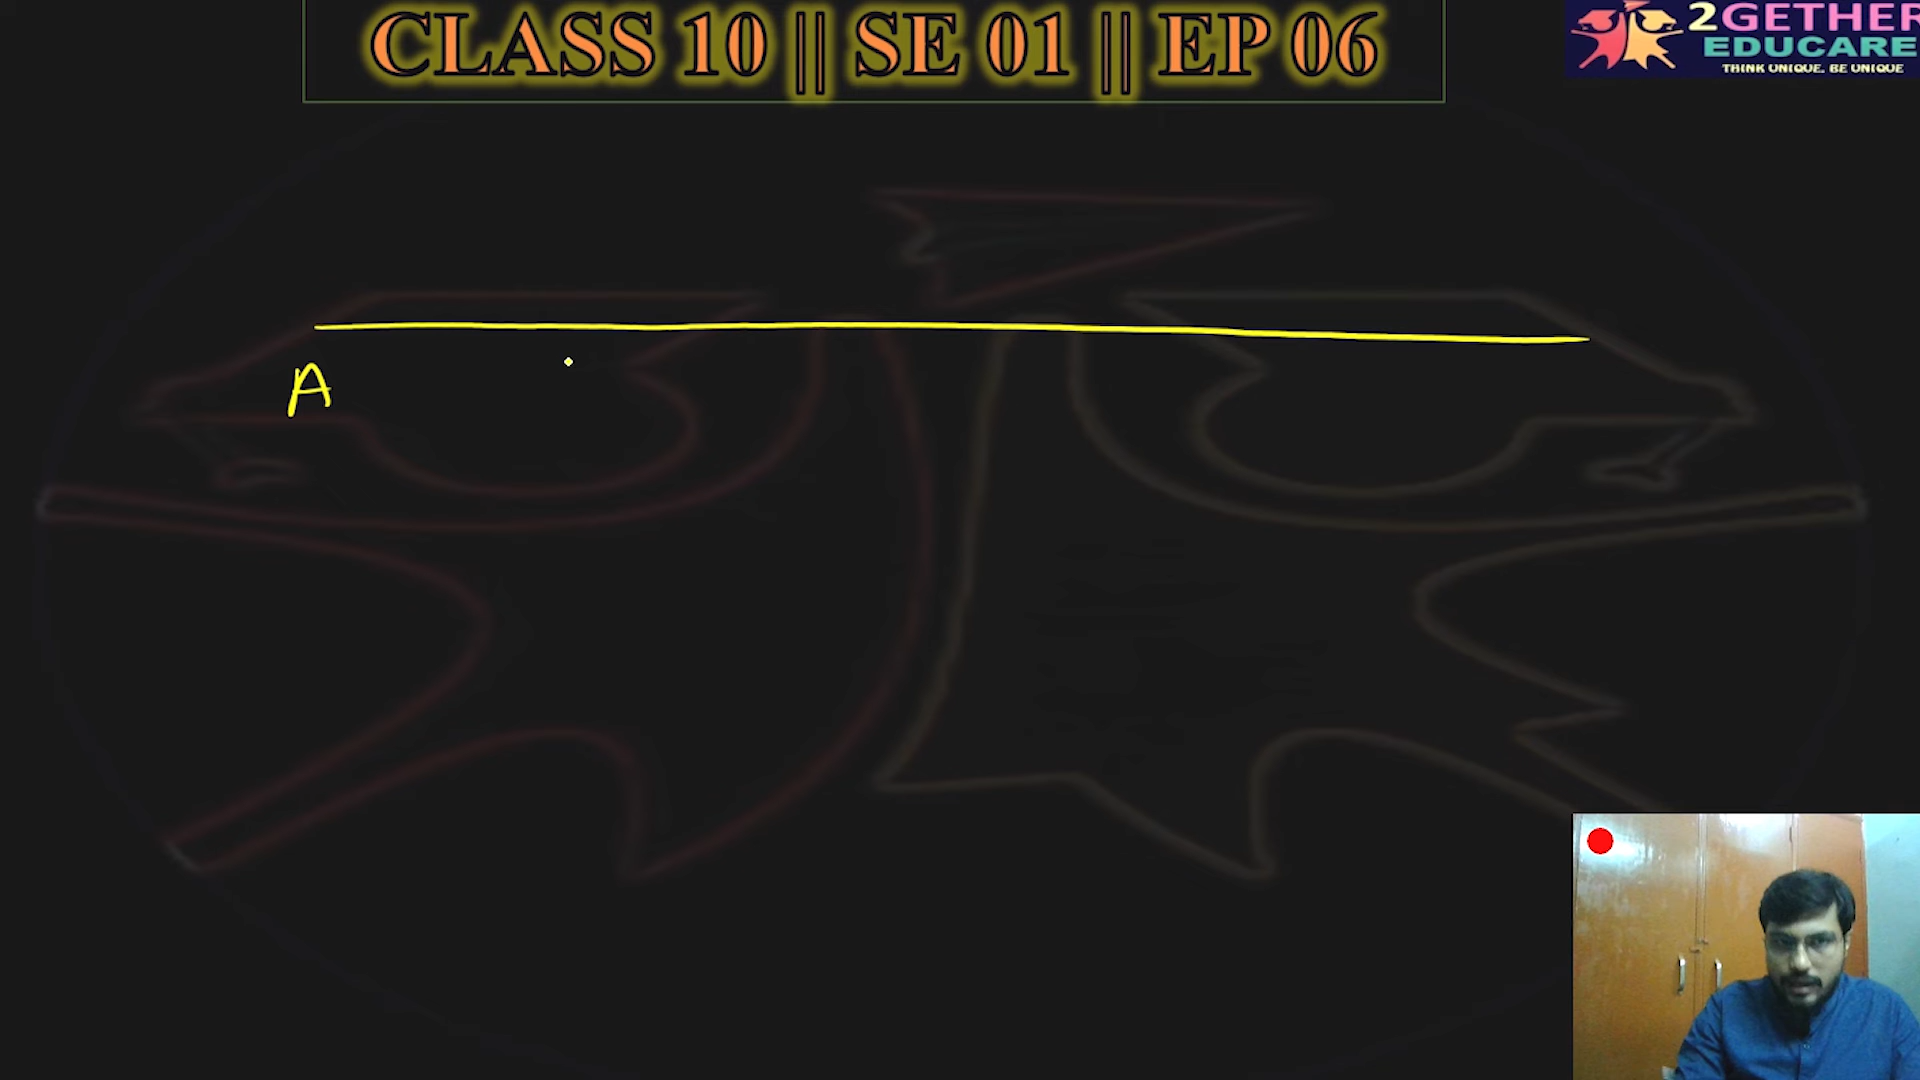 CLASS 10 || SE 01 || EP 06
2GETHER
EDUCARE
THINK UNIQUE. BE UNIQUE
A